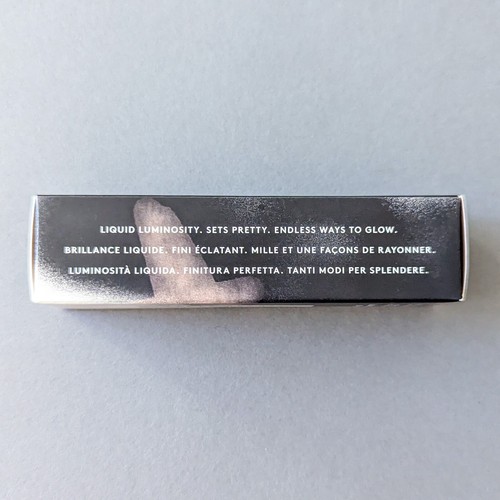 LIQUID LUMINOSITY. SETS PRETTY. ENDLESS WAYS TO GLOW.
BRILLANCE LIQUIDE. FINI ÉCLATANT. MILLE ET UNE FAÇONS DE RAYONNER.
LUMINOSITÀ LIQUIDA. FINITURA PERFETTA. TANTI MODI PER SPLENDERE.